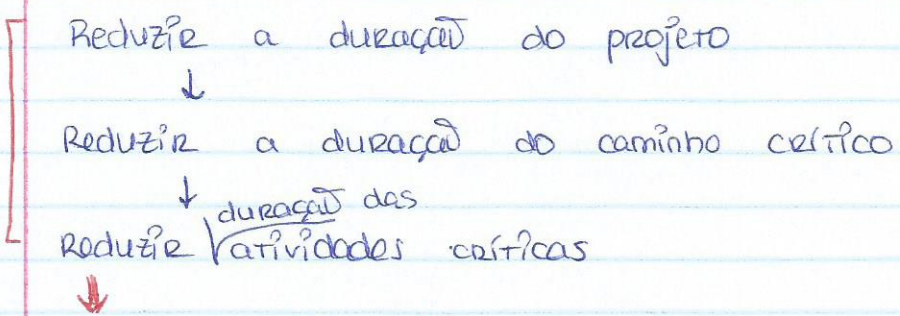 Reduzir a duração do projeto
↓
Reduzir a duração do caminho crítico
↓ duração das
Reduzir atividades críticas